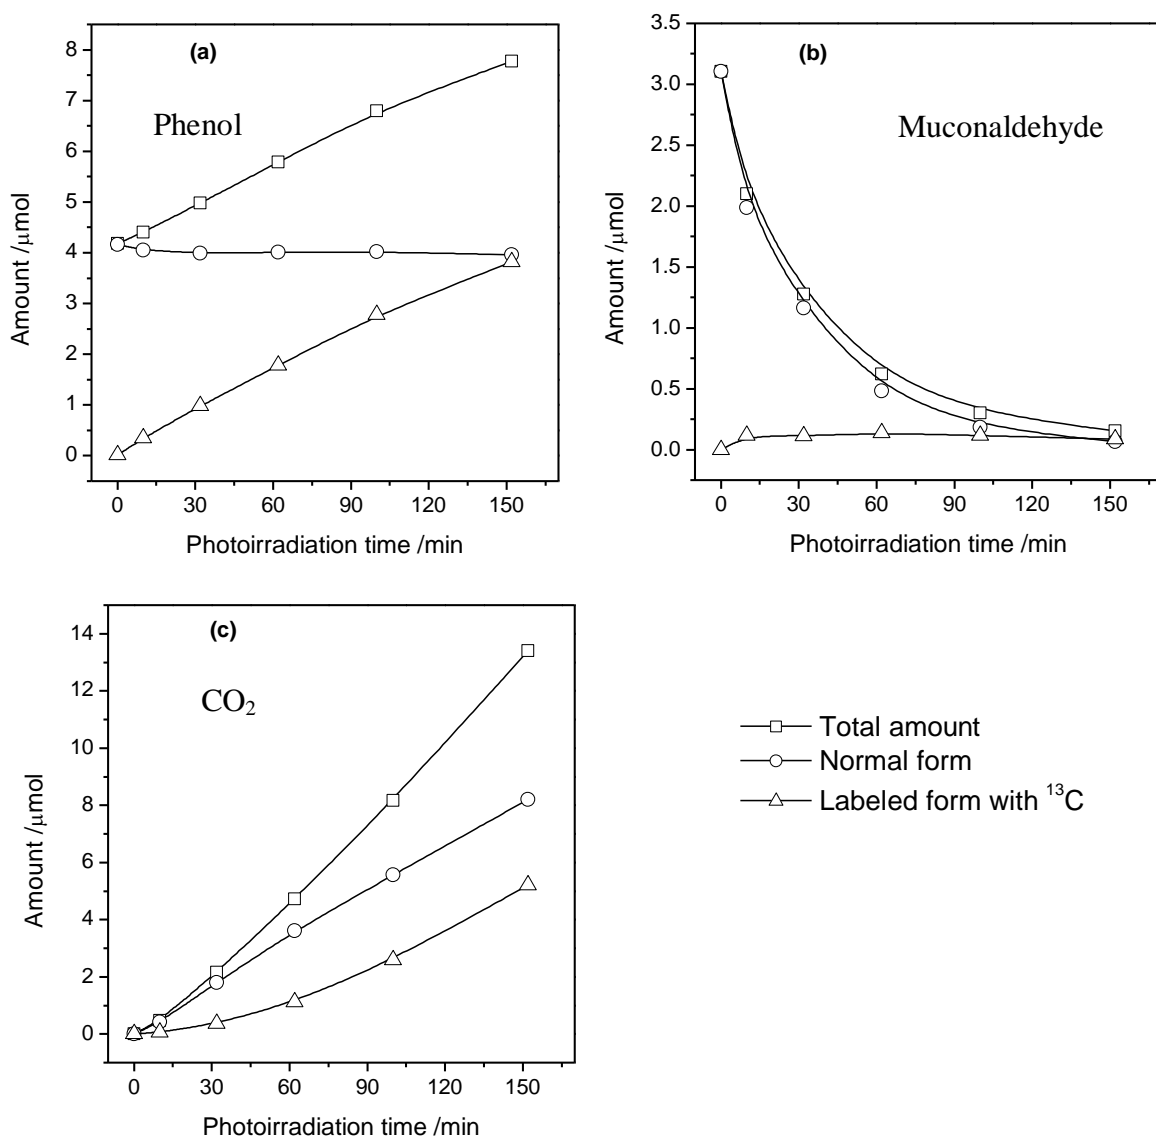 (a)
Phenol
Amount /μmol
8
7
6
5
4
3
2
1
0
0 30 60 90 120 150
Photoirradiation time /min
(b)
Muconaldehyde
Amount /μmol
3.5
3.0
2.5
2.0
1.5
1.0
0.5
0.0
0 30 60 90 120 150
Photoirradiation time /min
(c)
CO₂
Amount /μmol
14
12
10
8
6
4
2
0
0 30 60 90 120 150
Photoirradiation time /min
Total amount
Normal form
Labeled form with ¹³C